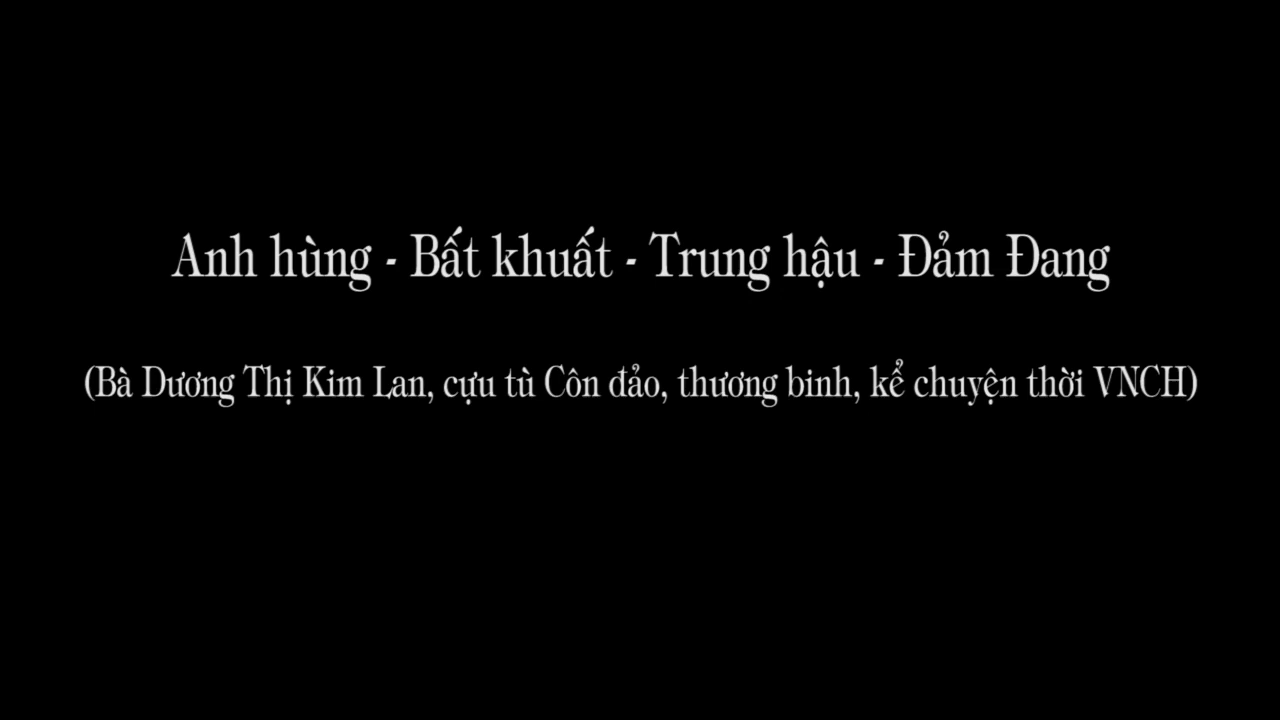 Anh hùng - Bất khuất - Trung hậu - Đảm Đang
(Bà Dương Thị Kim Lan, cựu tù Côn đảo, thương binh, kể chuyện thời VNCH)